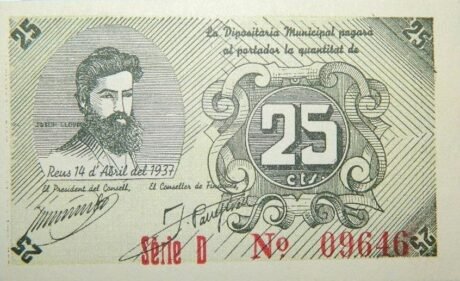 25
La Dipositaria Municipal pagarà
al portador la quantitat de
25
25
cts.
Reus 14 d'Abril del 1937
El President del Consell,
El Conseller de Finances,
Sèrie D
Nº 09646
25
25